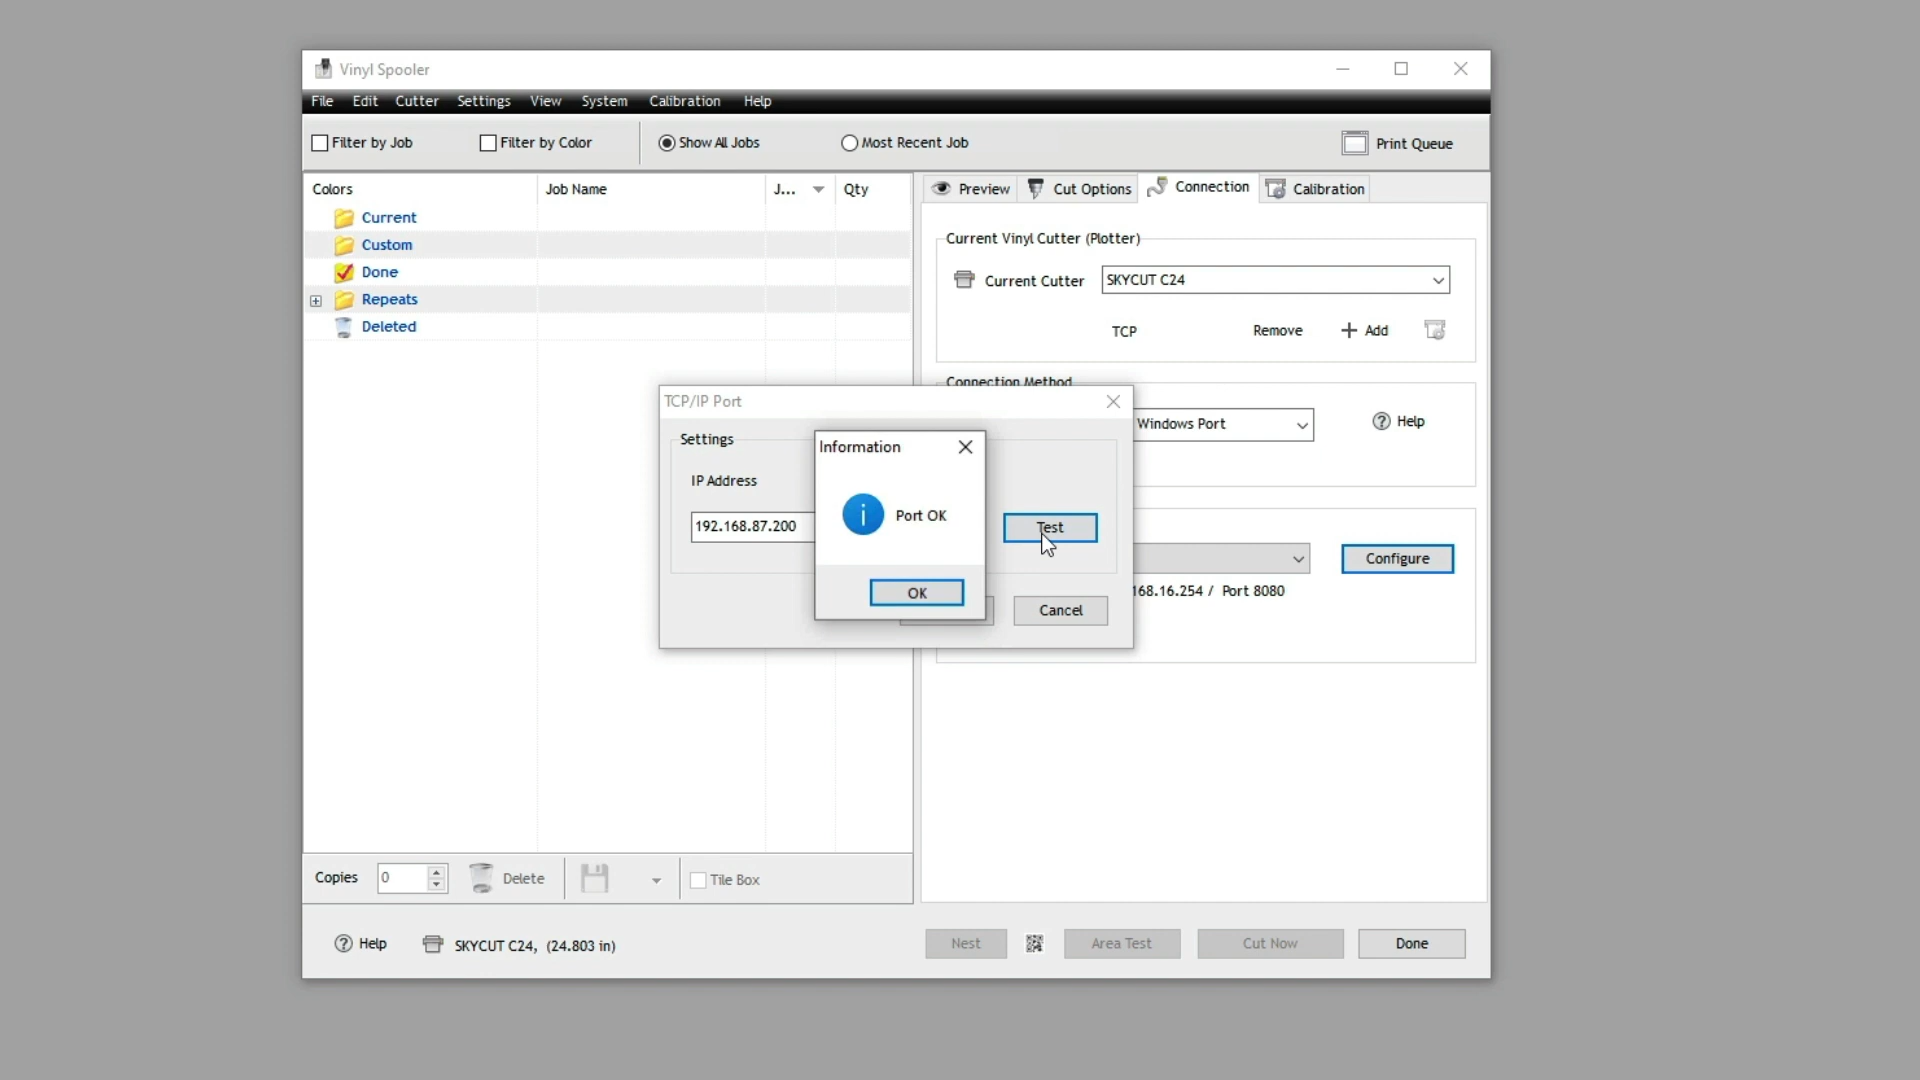 Vinyl Spooler
File Edit Cutter Settings View System Calibration Help
Filter by Job Filter by Color Show All Jobs Most Recent Job Print Queue
Colors Job Name J... Qty
Current
Custom
Done
Repeats
Deleted
Preview Cut Options Connection Calibration
Current Vinyl Cutter (Plotter)
Current Cutter SKYCUT C24
TCP Remove Add
Connection Method
Windows Port Help
Configure
168.16.254 / Port 8080
TCP/IP Port
Settings
IP Address
192.168.87.200
Test
Cancel
Information
Port OK
OK
Copies 0 Delete Tile Box
Help SKYCUT C24, (24.803 in) Nest Area Test Cut Now Done